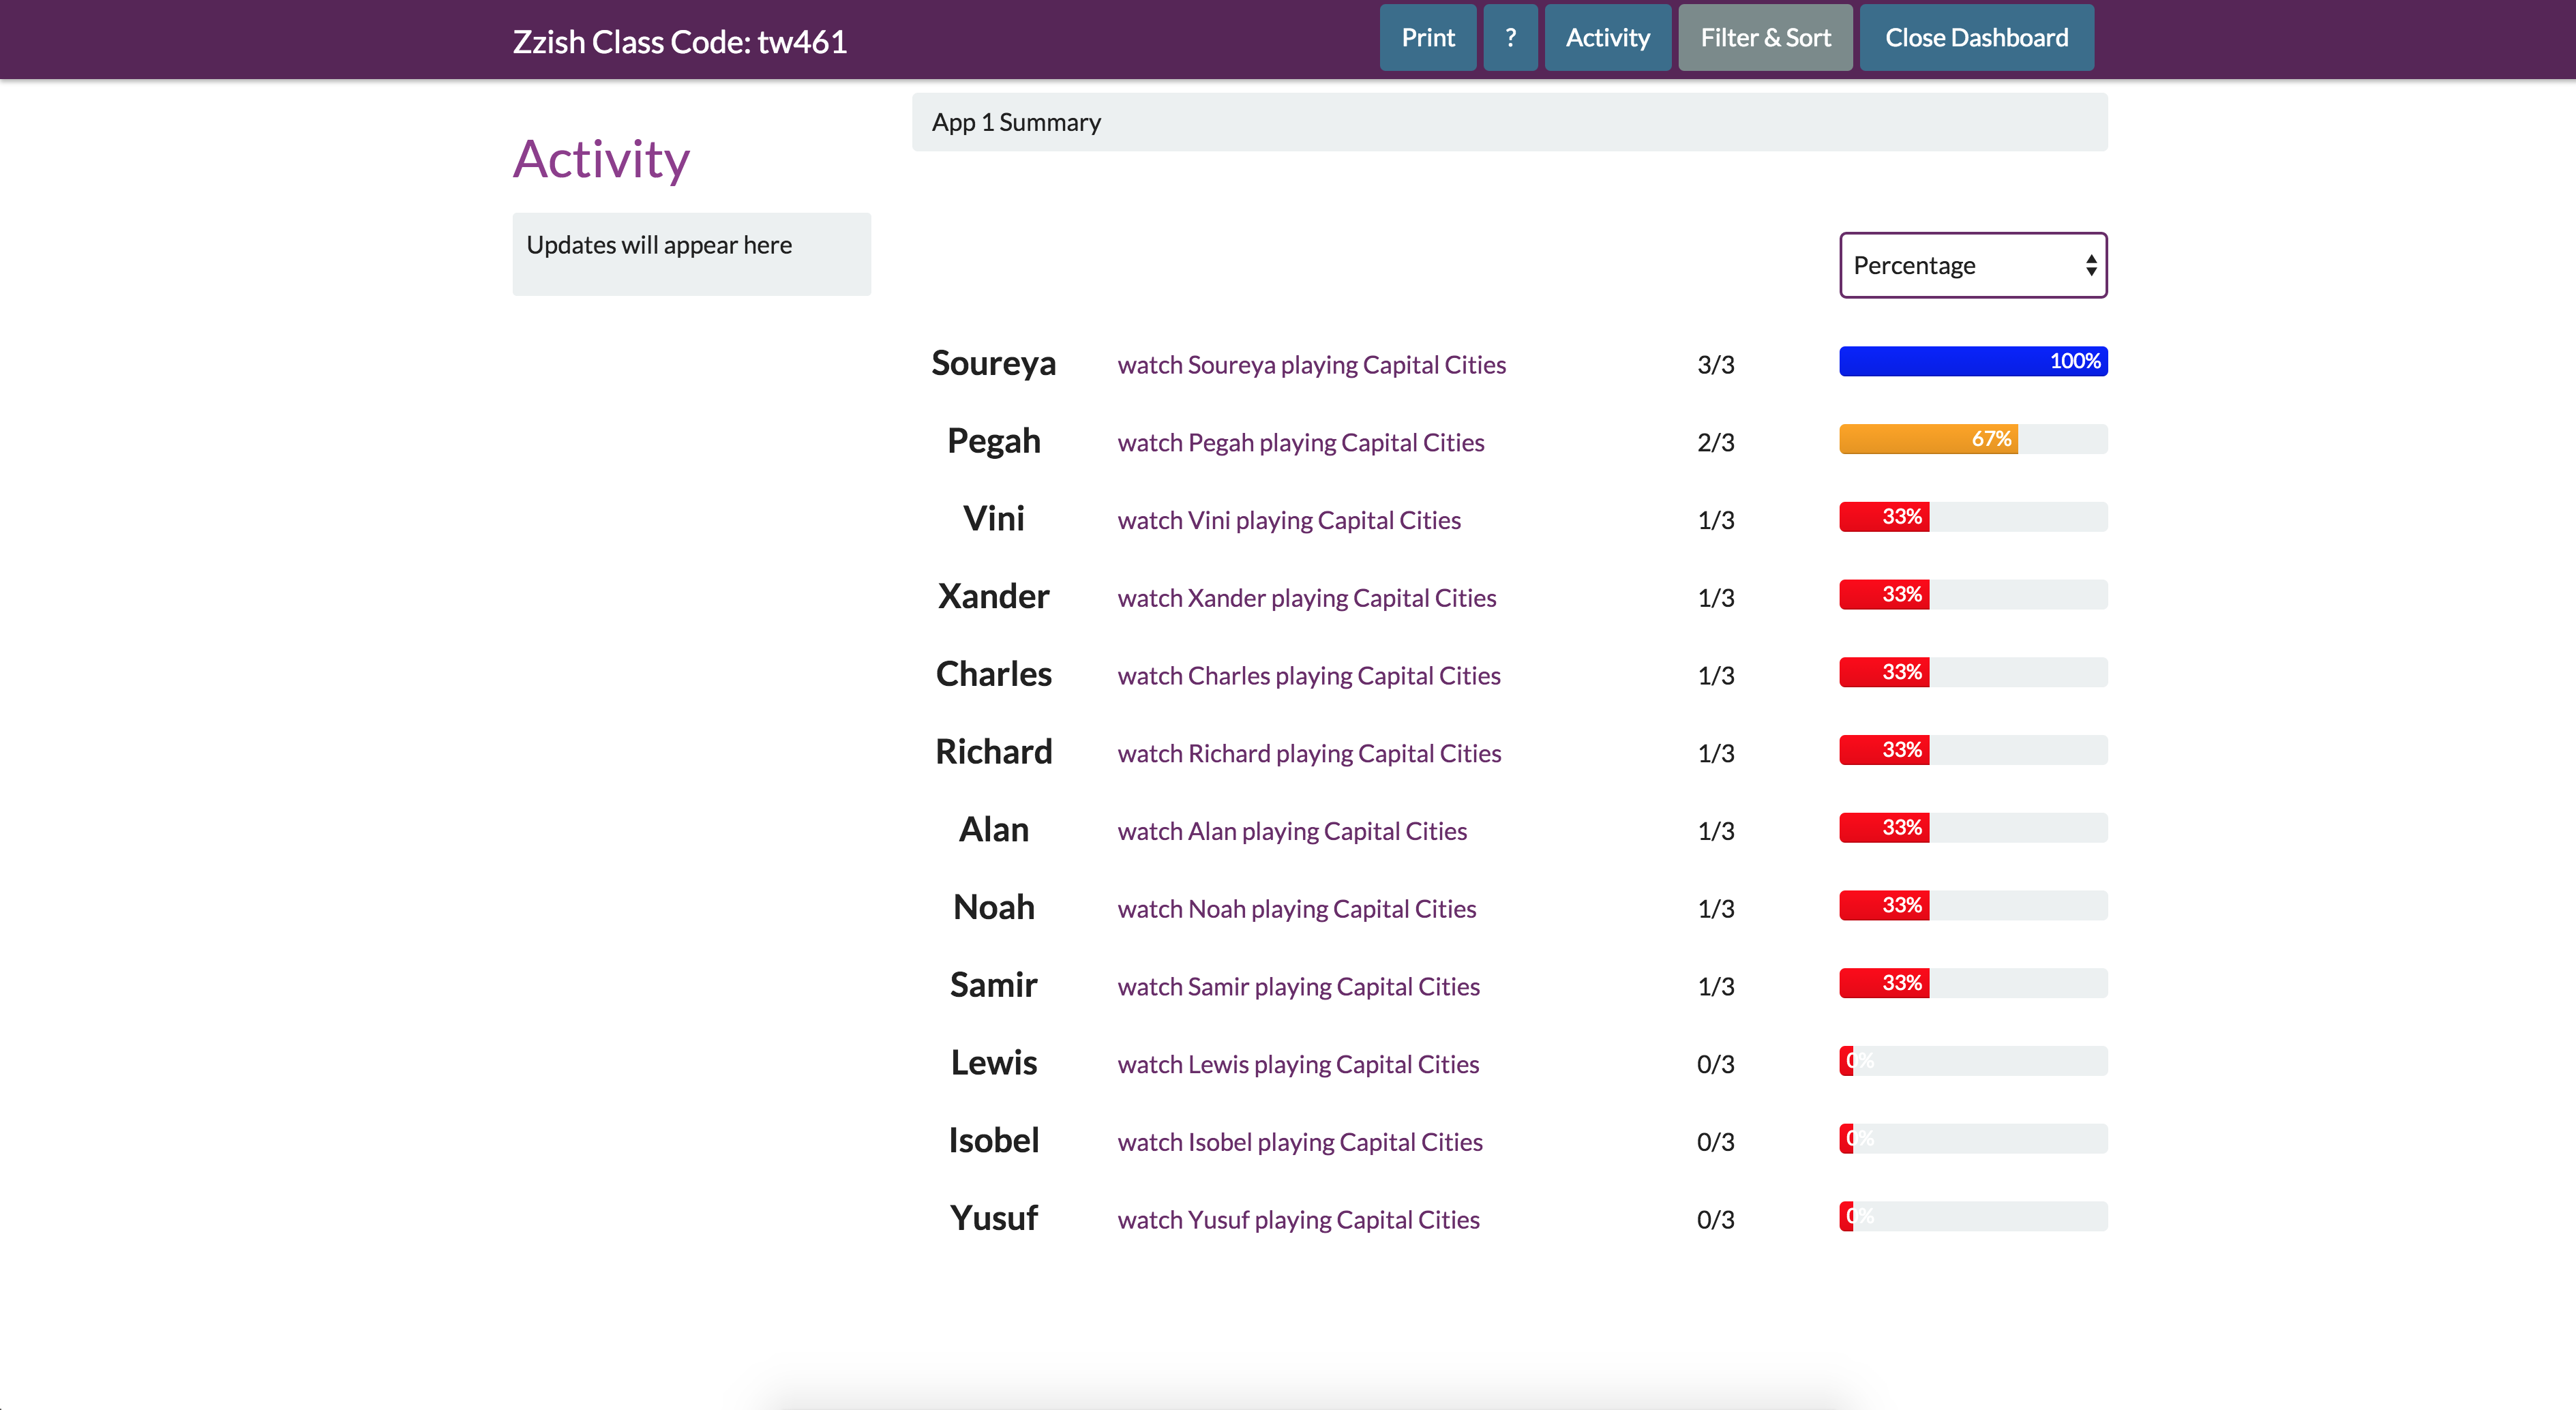 Zzish Class Code: tw461
Print ? Activity Filter & Sort Close Dashboard
App 1 Summary
Activity
Updates will appear here
Percentage
Soureya watch Soureya playing Capital Cities 3/3 100%
Pegah watch Pegah playing Capital Cities 2/3 67%
Vini watch Vini playing Capital Cities 1/3 33%
Xander watch Xander playing Capital Cities 1/3 33%
Charles watch Charles playing Capital Cities 1/3 33%
Richard watch Richard playing Capital Cities 1/3 33%
Alan watch Alan playing Capital Cities 1/3 33%
Noah watch Noah playing Capital Cities 1/3 33%
Samir watch Samir playing Capital Cities 1/3 33%
Lewis watch Lewis playing Capital Cities 0/3 0%
Isobel watch Isobel playing Capital Cities 0/3 0%
Yusuf watch Yusuf playing Capital Cities 0/3 0%